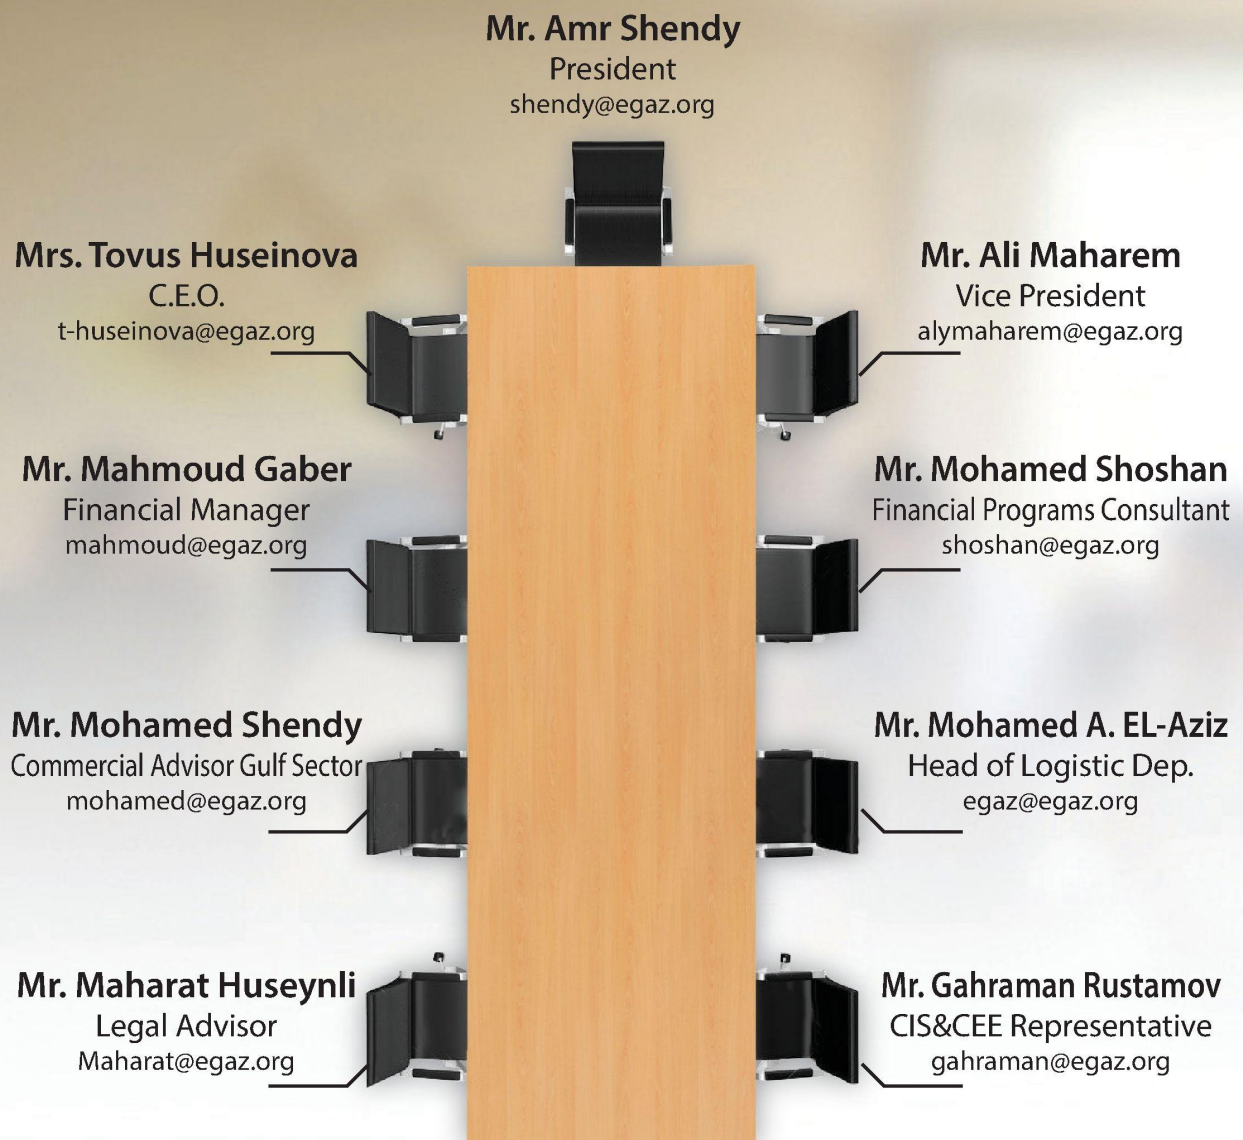 Mr. Amr Shendy
President
shendy@egaz.org
Mrs. Tovus Huseinova
C.E.O.
t-huseinova@egaz.org
Mr. Ali Maharem
Vice President
alymaharem@egaz.org
Mr. Mahmoud Gaber
Financial Manager
mahmoud@egaz.org
Mr. Mohamed Shoshan
Financial Programs Consultant
shoshan@egaz.org
Mr. Mohamed Shendy
Commercial Advisor Gulf Sector
mohamed@egaz.org
Mr. Mohamed A. EL-Aziz
Head of Logistic Dep.
egaz@egaz.org
Mr. Maharat Huseynli
Legal Advisor
Maharat@egaz.org
Mr. Gahraman Rustamov
CIS&CEE Representative
gahraman@egaz.org